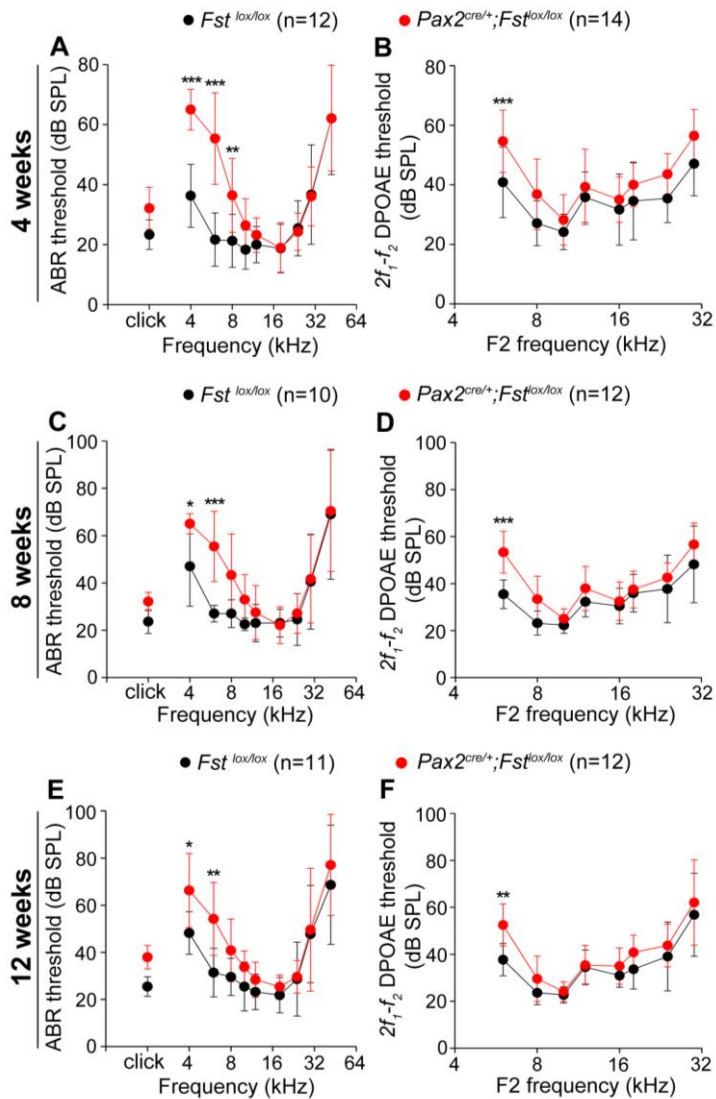 Fst lox/lox (n=12)
Pax2cre/+;Fstlox/lox (n=14)
4 weeks
A
ABR threshold (dB SPL)
80
60
40
20
0
*** *** **
click 4 8 16 32 64
Frequency (kHz)
B
2f1-f2 DPOAE threshold
(dB SPL)
80
60
40
20
0
***
4 8 16 32
F2 frequency (kHz)
Fst lox/lox (n=10)
Pax2cre/+;Fstlox/lox (n=12)
8 weeks
C
ABR threshold (dB SPL)
100
80
60
40
20
0
* ***
click 4 8 16 32 64
Frequency (kHz)
D
2f1-f2 DPOAE threshold
(dB SPL)
100
80
60
40
20
0
***
4 8 16 32
F2 frequency (kHz)
Fst lox/lox (n=11)
Pax2cre/+;Fstlox/lox (n=12)
12 weeks
E
ABR threshold (dB SPL)
100
80
60
40
20
0
* **
click 4 8 16 32 64
Frequency (kHz)
F
2f1-f2 DPOAE threshold
(dB SPL)
100
80
60
40
20
0
**
4 8 16 32
F2 frequency (kHz)